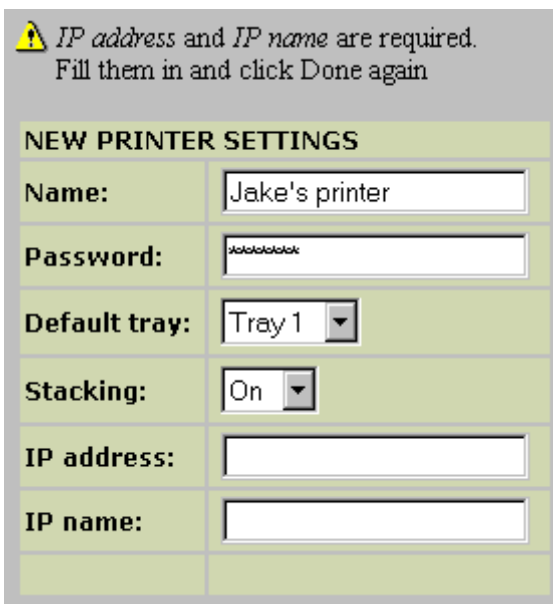 IP address and IP name are required.
Fill them in and click Done again
NEW PRINTER SETTINGS
Name: Jake's printer
Password: *******
Default tray: Tray 1
Stacking: On
IP address:
IP name: